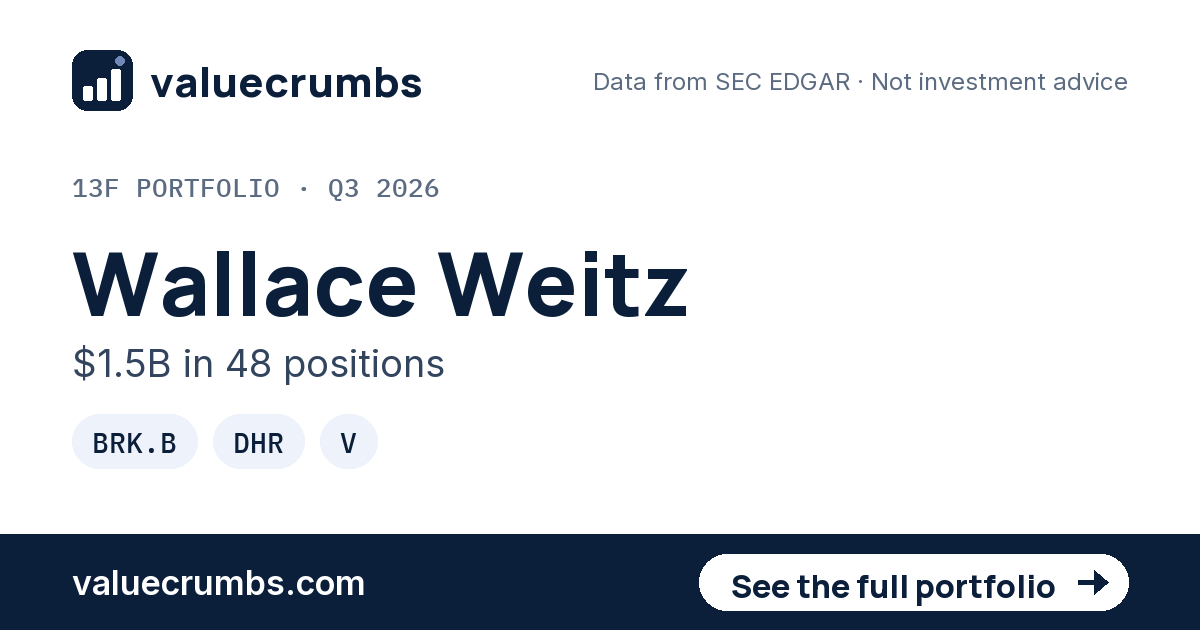 valuecrumbs
Data from SEC EDGAR · Not investment advice
13F PORTFOLIO · Q3 2026
Wallace Weitz
$1.5B in 48 positions
BRK.B DHR V
valuecrumbs.com
See the full portfolio →